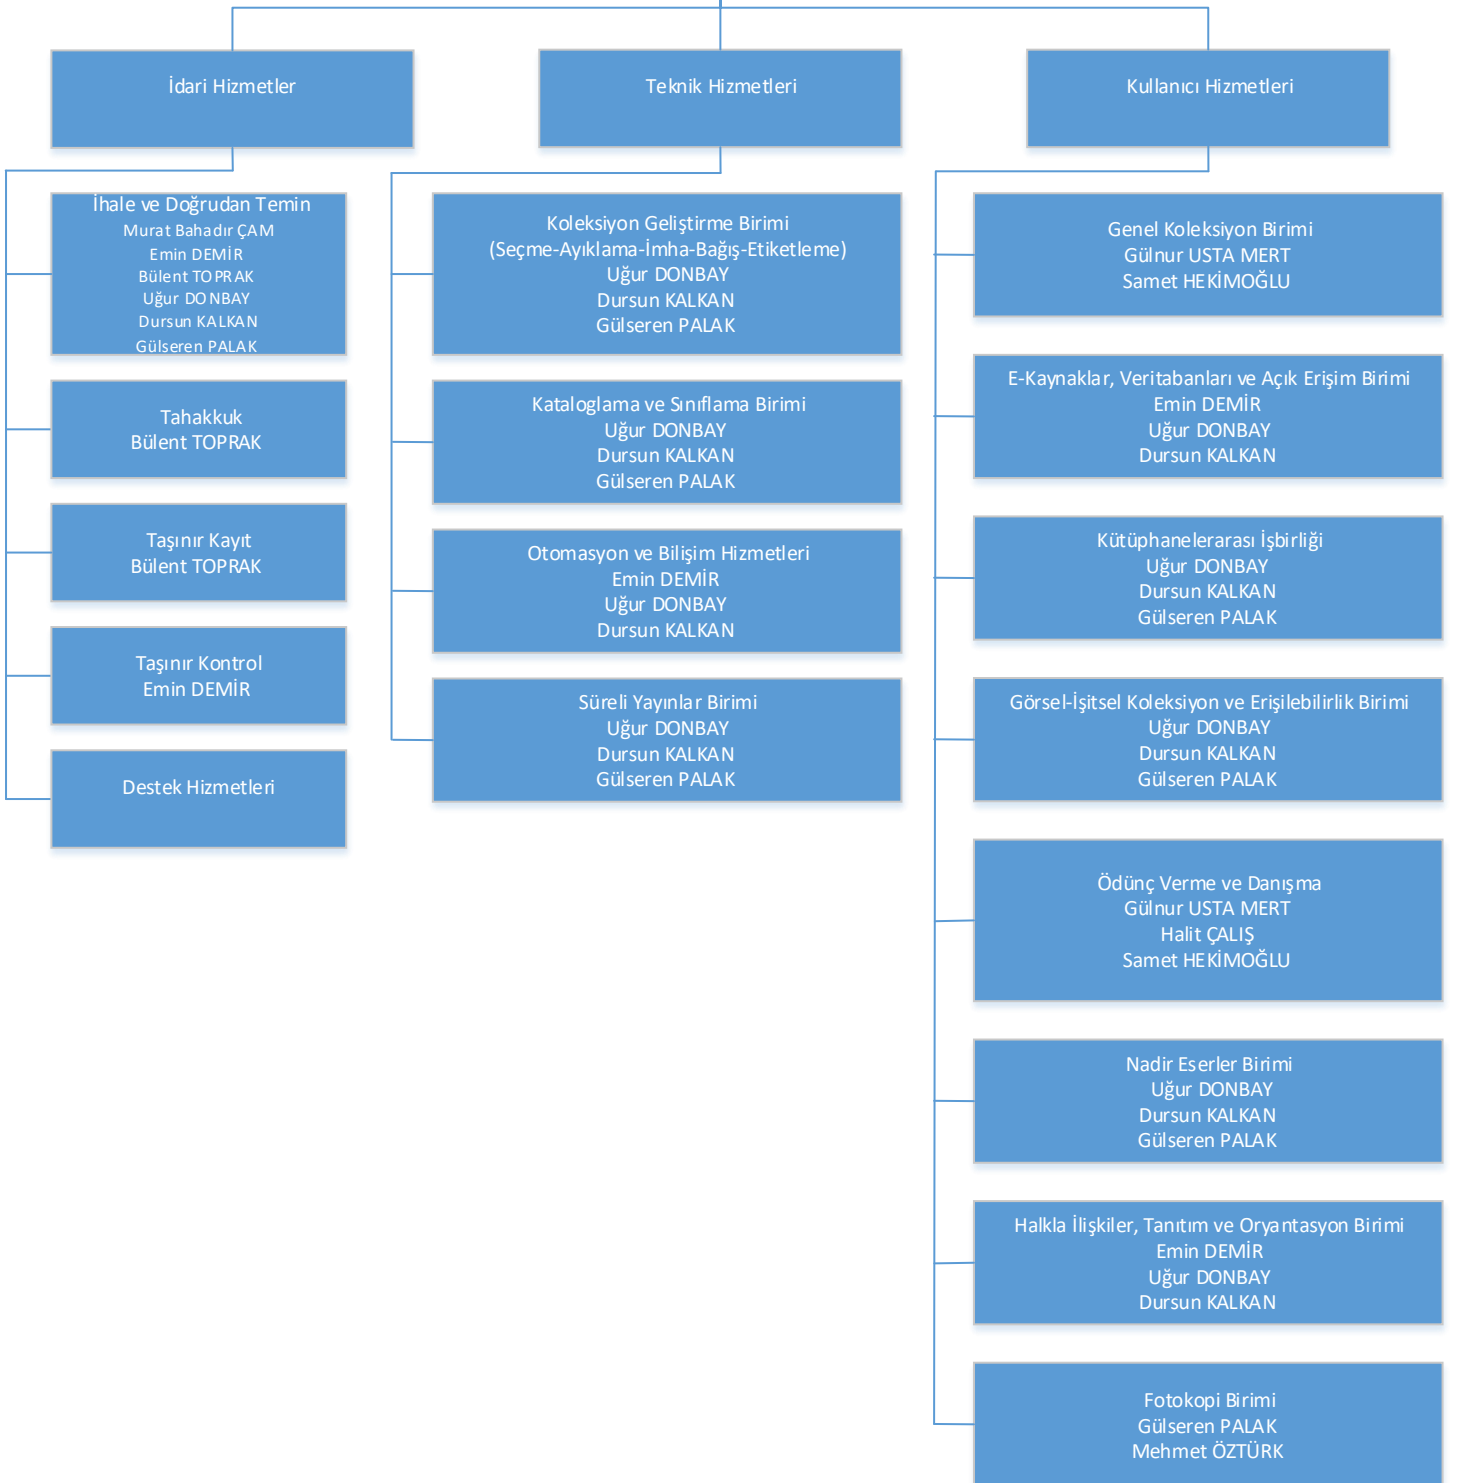 İdari Hizmetler
İhale ve Doğrudan Temin
Murat Bahadır ÇAM
Emin DEMİR
Bülent TOPRAK
Uğur DONBAY
Dursun KALKAN
Gülseren PALAK
Tahakkuk
Bülent TOPRAK
Taşınır Kayıt
Bülent TOPRAK
Taşınır Kontrol
Emin DEMİR
Destek Hizmetleri
Teknik Hizmetleri
Koleksiyon Geliştirme Birimi
(Seçme-Ayıklama-İmha-Bağış-Etiketleme)
Uğur DONBAY
Dursun KALKAN
Gülseren PALAK
Kataloglama ve Sınıflama Birimi
Uğur DONBAY
Dursun KALKAN
Gülseren PALAK
Otomasyon ve Bilişim Hizmetleri
Emin DEMİR
Uğur DONBAY
Dursun KALKAN
Süreli Yayınlar Birimi
Uğur DONBAY
Dursun KALKAN
Gülseren PALAK
Kullanıcı Hizmetleri
Genel Koleksiyon Birimi
Gülnur USTA MERT
Samet HEKİMOĞLU
E-Kaynaklar, Veritabanları ve Açık Erişim Birimi
Emin DEMİR
Uğur DONBAY
Dursun KALKAN
Kütüphanelerarası İşbirliği
Uğur DONBAY
Dursun KALKAN
Gülseren PALAK
Görsel-İşitsel Koleksiyon ve Erişilebilirlik Birimi
Uğur DONBAY
Dursun KALKAN
Gülseren PALAK
Ödünç Verme ve Danışma
Gülnur USTA MERT
Halit ÇALIŞ
Samet HEKİMOĞLU
Nadir Eserler Birimi
Uğur DONBAY
Dursun KALKAN
Gülseren PALAK
Halkla İlişkiler, Tanıtım ve Oryantasyon Birimi
Emin DEMİR
Uğur DONBAY
Dursun KALKAN
Fotokopi Birimi
Gülseren PALAK
Mehmet ÖZTÜRK